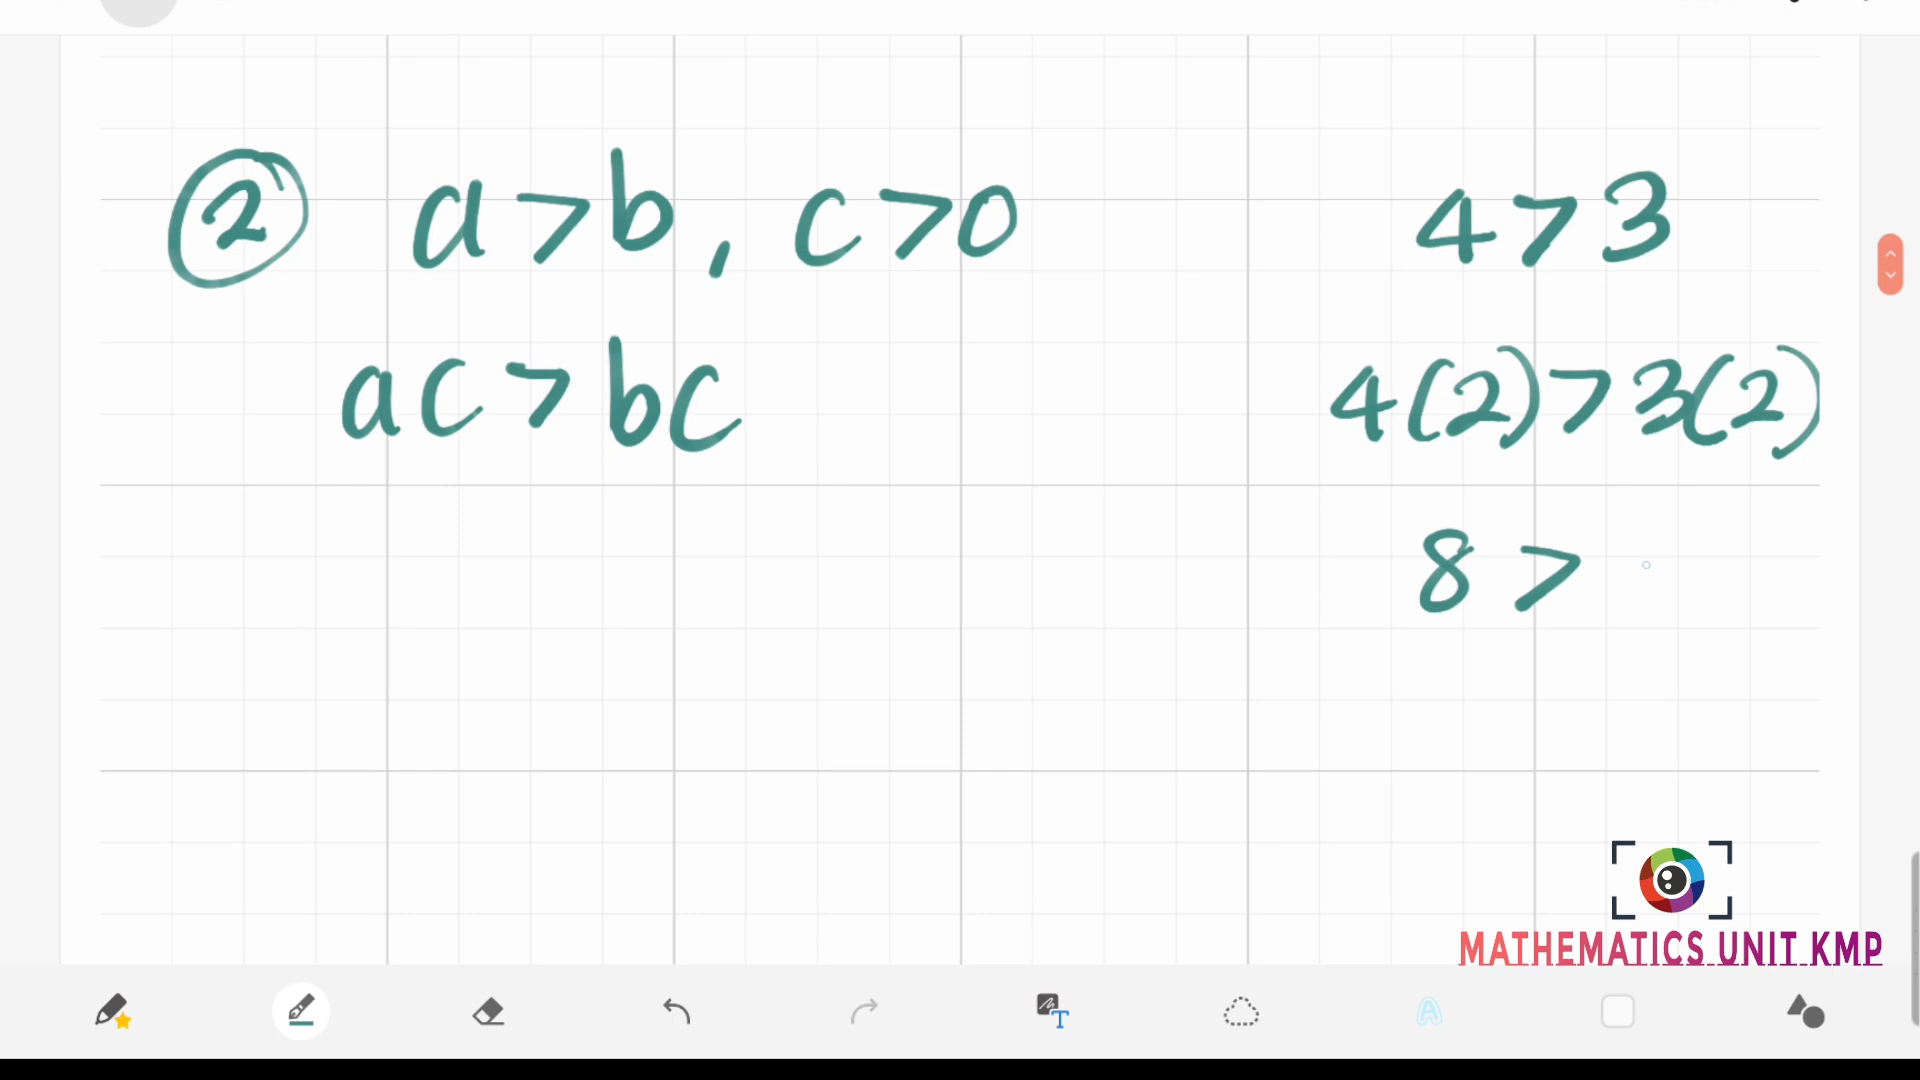 ② a > b , c > 0
ac > bc
4 > 3
4(2) > 3(2)
8 >
MATHEMATICS UNIT KMP